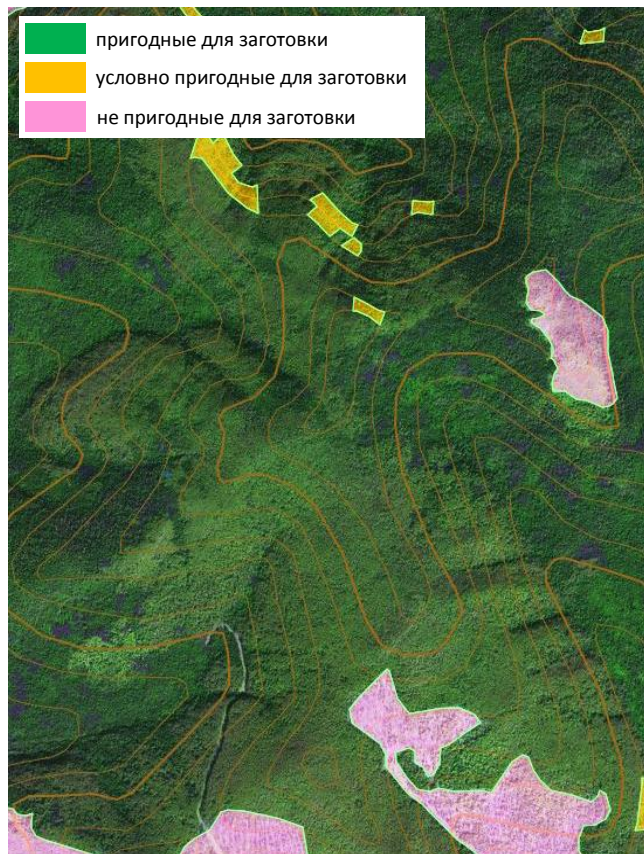 пригодные для заготовки
условно пригодные для заготовки
не пригодные для заготовки